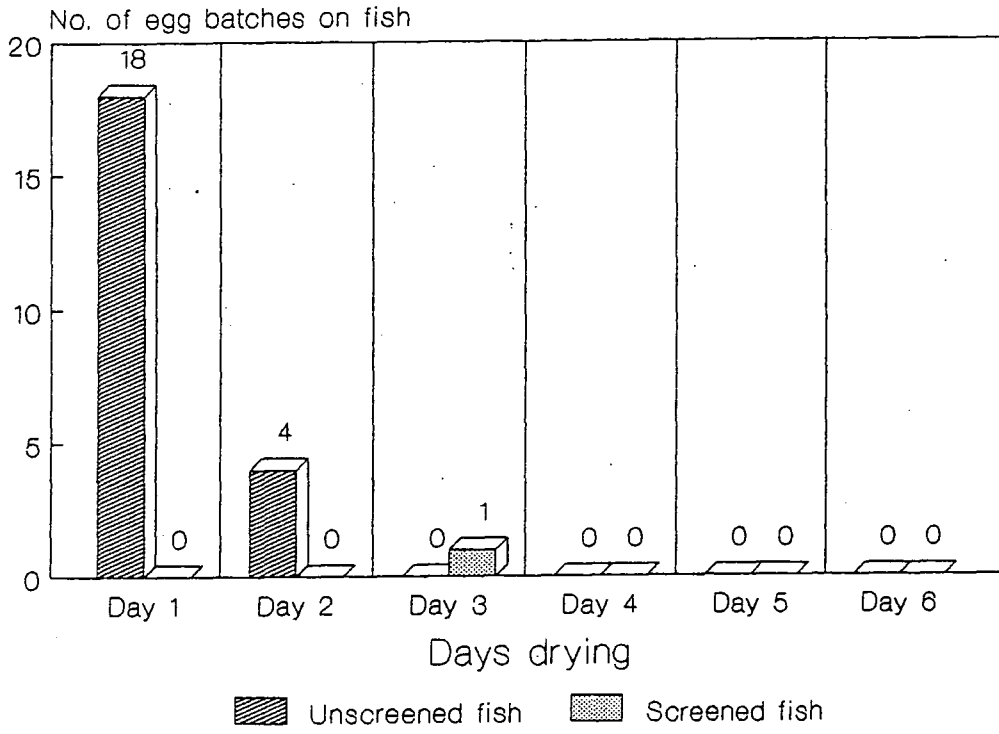 No. of egg batches on fish
20
18
15
10
5
4
1
0 0 0 0 0 0 0 0 0
0
Day 1 Day 2 Day 3 Day 4 Day 5 Day 6
Days drying
Unscreened fish Screened fish